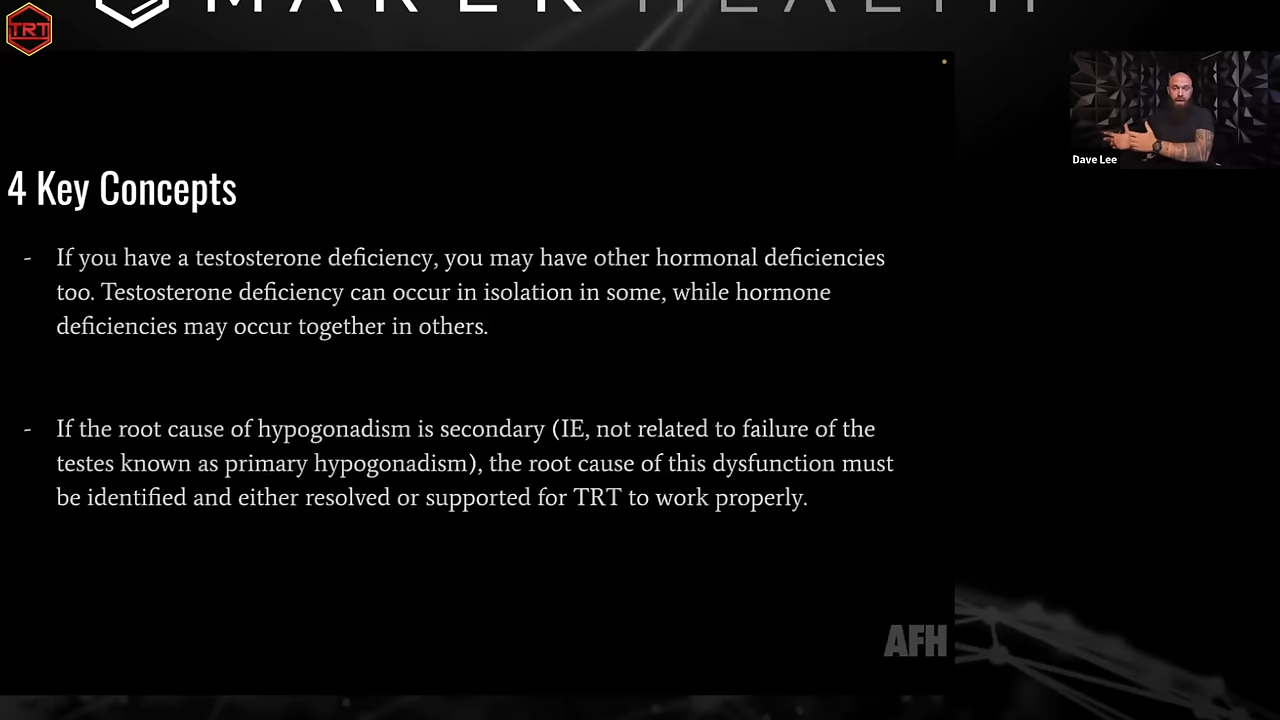 TRT
HEALTH
Dave Lee
4 Key Concepts
- If you have a testosterone deficiency, you may have other hormonal deficiencies
too. Testosterone deficiency can occur in isolation in some, while hormone
deficiencies may occur together in others.
- If the root cause of hypogonadism is secondary (IE, not related to failure of the
testes known as primary hypogonadism), the root cause of this dysfunction must
be identified and either resolved or supported for TRT to work properly.
AFH